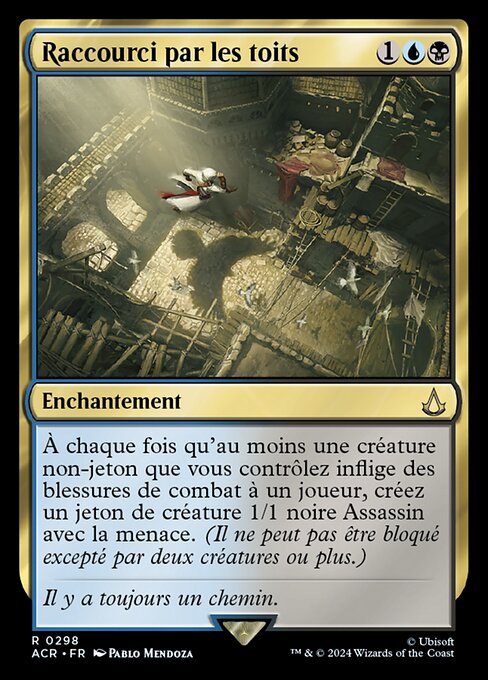 Raccourci par les toits
1
Enchantement
À chaque fois qu'au moins une créature
non-jeton que vous contrôlez inflige des
blessures de combat à un joueur, créez
un jeton de créature 1/1 noire Assassin
avec la menace. (Il ne peut pas être bloqué
excepté par deux créatures ou plus.)
Il y a toujours un chemin.
R 0298
ACR • FR Pablo Mendoza
© Ubisoft
™ & © 2024 Wizards of the Coast